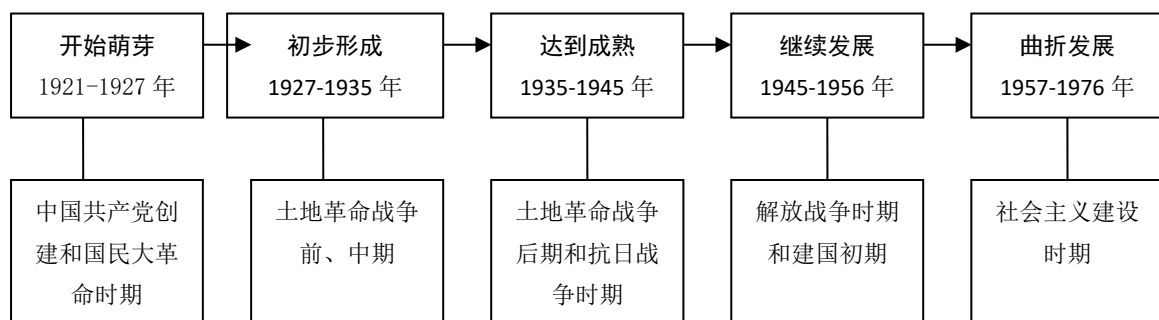 开始萌芽
1921-1927 年
初步形成
1927-1935 年
达到成熟
1935-1945 年
继续发展
1945-1956 年
曲折发展
1957-1976 年
中国共产党创
建和国民大革
命时期
土地革命战争
前、中期
土地革命战争
后期和抗日战
争时期
解放战争时期
和建国初期
社会主义建设
时期